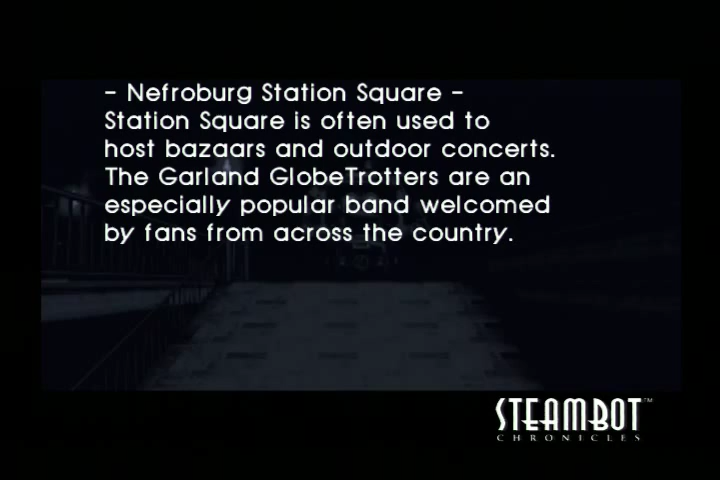 - Nefroburg Station Square -
Station Square is often used to
host bazaars and outdoor concerts.
The Garland GlobeTrotters are an
especially popular band welcomed
by fans from across the country.
STEAMBOT™
CHRONICLES